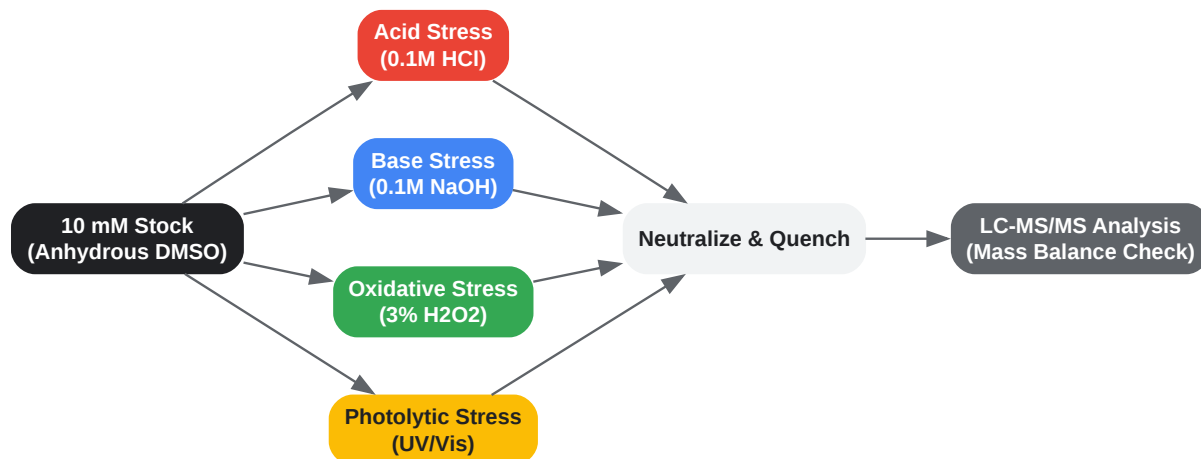 Acid Stress
(0.1M HCl)
Base Stress
(0.1M NaOH)
10 mM Stock
(Anhydrous DMSO)
Neutralize & Quench
LC-MS/MS Analysis
(Mass Balance Check)
Oxidative Stress
(3% H2O2)
Photolytic Stress
(UV/Vis)